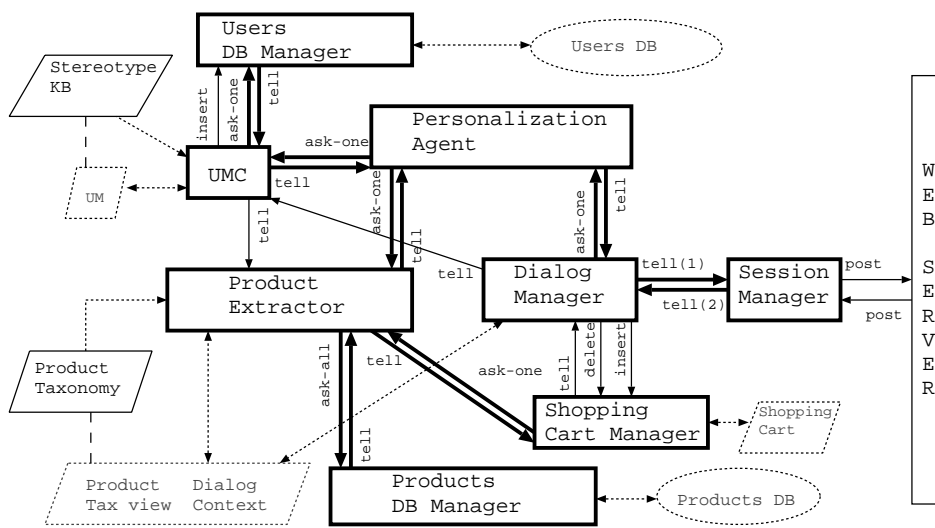 Users
DB Manager
Users DB
Stereotype
KB
insert
ask-one
tell
Personalization
Agent
ask-one
UMC
tell
UM
tell
ask-one
tell
ask-one
tell
tell
Product
Extractor
Dialog
Manager
tell(1)
tell(2)
Session
Manager
post
post
WEB SERVER
Product
Taxonomy
ask-all
tell
tell
ask-one
tell
delete
insert
Shopping
Cart Manager
Shopping
Cart
Product Dialog
Tax view Context
Products
DB Manager
Products DB